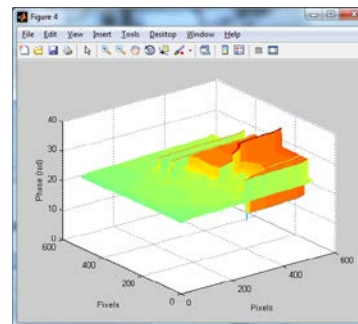 Figure 4
File Edit View Insert Tools Desktop Window Help
40
30
20
10
0
Phase (rad)
600
400
200
0
Pixels
0
200
400
600
Pixels